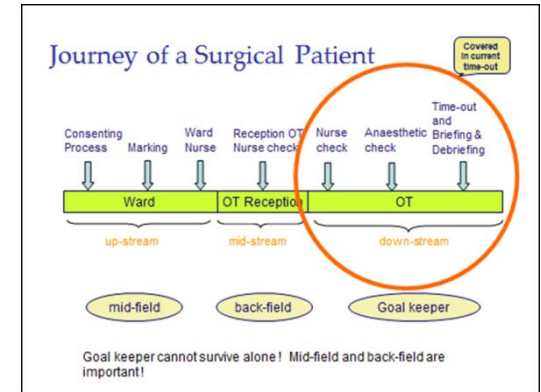 Journey of a Surgical Patient
Covered
in current
time-out
Consenting
Process
Marking
Ward
Nurse
Reception OT
Nurse check
Nurse
check
Anaesthetic
check
Time-out
and
Briefing &
Debriefing
Ward
OT Reception
OT
up-stream
mid-stream
down-stream
mid-field
back-field
Goal keeper
Goal keeper cannot survive alone! Mid-field and back-field are
important!